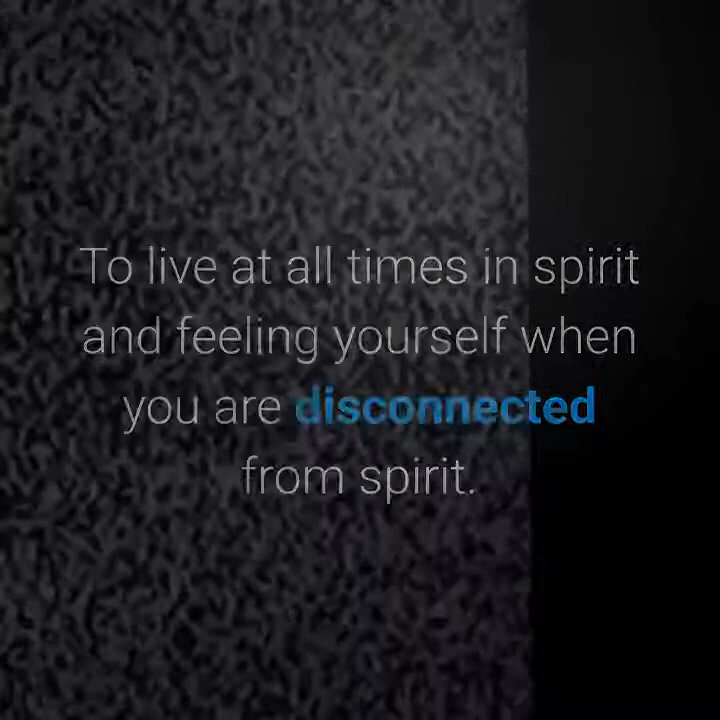 To live at all times in spirit
and feeling yourself when
you are disconnected
from spirit.